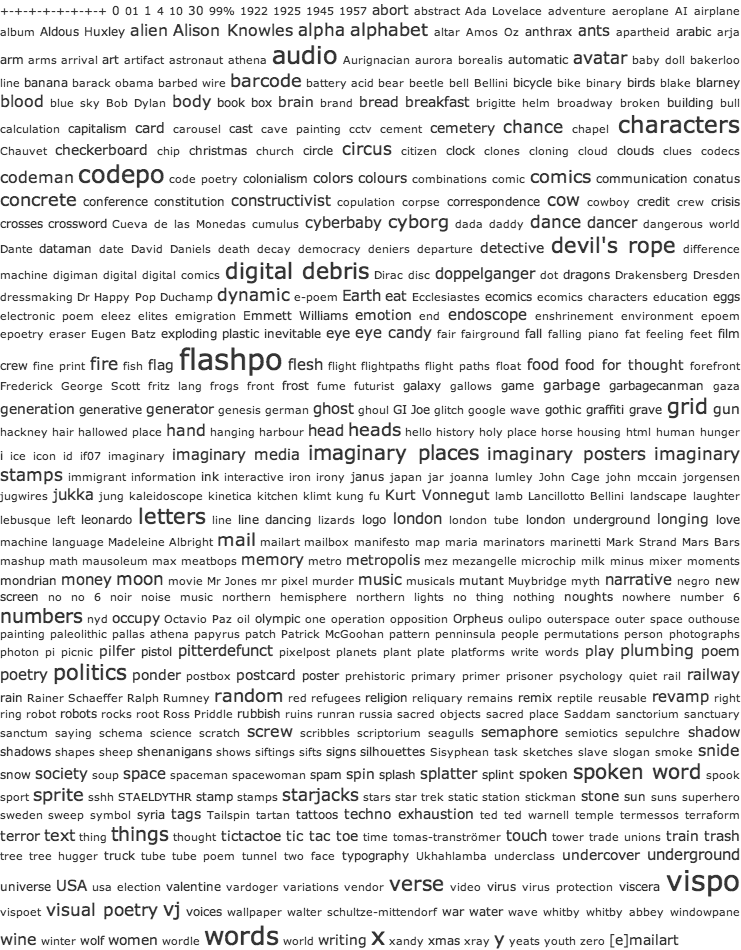 +-+-+-+-+-+-+ 0 01 1 4 10 30 99% 1922 1925 1945 1957 abort abstract Ada Lovelace adventure aeroplane AI airplane
album Aldous Huxley alien Alison Knowles alpha alphabet altar Amos Oz anthrax ants apartheid arabic arja
arm arms arrival art artifact astronaut athena audio Aurignacian aurora borealis automatic avatar baby doll bakerloo
line banana barack obama barbed wire barcode battery acid bear beetle bell Bellini bicycle bike binary birds blake blarney
blood blue sky Bob Dylan body book box brain brand bread breakfast brigitte helm broadway broken building bull
calculation capitalism card carousel cast cave painting cctv cement cemetery chance chapel characters
Chauvet checkerboard chip christmas church circle circus citizen clock clones cloning cloud clouds clues codecs
codeman codepo code poetry colonialism colors colours combinations comic comics communication conatus
concrete conference constitution constructivist copulation corpse correspondence cow cowboy credit crew crisis
crosses crossword Cueva de las Monedas cumulus cyberbaby cyborg dada daddy dance dancer dangerous world
Dante dataman date David Daniels death decay democracy deniers departure detective devil's rope difference
machine digiman digital digital comics digital debris Dirac disc doppelganger dot dragons Drakensberg Dresden
dressmaking Dr Happy Pop Duchamp dynamic e-poem Earth eat Ecclesiastes ecomics ecomics characters education eggs
electronic poem eleez elites emigration Emmett Williams emotion end endoscope enshrinement environment epoem
epoetry eraser Eugen Batz exploding plastic inevitable eye eye candy fair fairground fall falling piano fat feeling feet film
crew fine print fire fish flag flashpo flesh flight flightpaths flight paths float food food for thought forefront
Frederick George Scott fritz lang frogs front frost fume futurist galaxy gallows game garbage garbagecanman gaza
generation generative generator genesis german ghost ghoul GI Joe glitch google wave gothic graffiti grave grid gun
hackney hair hallowed place hand hanging harbour head heads hello history holy place horse housing html human hunger
i ice icon id if07 imaginary imaginary media imaginary places imaginary posters imaginary
stamps immigrant information ink interactive iron irony janus japan jar joanna lumley John Cage john mccain jorgensen
jugwires jukka jung kaleidoscope kinetica kitchen klimt kung fu Kurt Vonnegut lamb Lancillotto Bellini landscape laughter
lebusque left leonardo letters line line dancing lizards logo london london tube london underground longing love
machine language Madeleine Albright mail mailart mailbox manifesto map maria marinators marinetti Mark Strand Mars Bars
mashup math mausoleum max meatbops memory metro metropolis mez mezangelle microchip milk minus mixer moments
mondrian money moon movie Mr Jones mr pixel murder music musicals mutant Muybridge myth narrative negro new
screen no no 6 noir noise music northern hemisphere northern lights no thing nothing noughts nowhere number 6
numbers nyd occupy Octavio Paz oil olympic one operation opposition Orpheus oulipo outerspace outer space outhouse
painting paleolithic pallas athena papyrus patch Patrick McGoohan pattern penninsula people permutations person photographs
photon pi picnic pilfer pistol pitterdefunct pixelpost planets plant plate platforms write words play plumbing poem
poetry politics ponder postbox postcard poster prehistoric primary primer prisoner psychology quiet rail railway
rain Rainer Schaeffer Ralph Rumney random red refugees religion reliquary remains remix reptile reusable revamp right
ring robot robots rocks root Ross Priddle rubbish ruins runran russia sacred objects sacred place Saddam sanctorium sanctuary
sanctum saying schema science scratch screw scribbles scriptorium seagulls semaphore semiotics sepulchre shadow
shadows shapes sheep shenanigans shows siftings sifts signs silhouettes Sisyphean task sketches slave slogan smoke snide
snow society soup space spaceman spacewoman spam spin splash splatter splint spoken spoken word spook
sport sprite sshh STAELDYTHR stamp stamps starjacks stars star trek static station stickman stone sun suns superhero
sweden sweep symbol syria tags Tailspin tartan tattoos techno exhaustion ted ted warnell temple termessos terraform
terror text thing things thought tictactoe tic tac toe time tomas-tranströmer touch tower trade unions train trash
tree tree hugger truck tube tube poem tunnel two face typography Ukhahlamba underclass undercover underground
universe USA usa election valentine vardoger variations vendor verse video virus virus protection viscera vispo
vispoet visual poetry vj voices wallpaper walter schultze-mittendorf war water wave whitby whitby abbey windowpane
wine winter wolf women wordle words world writing x xandy xmas xray y yeats youth zero [e]mailart